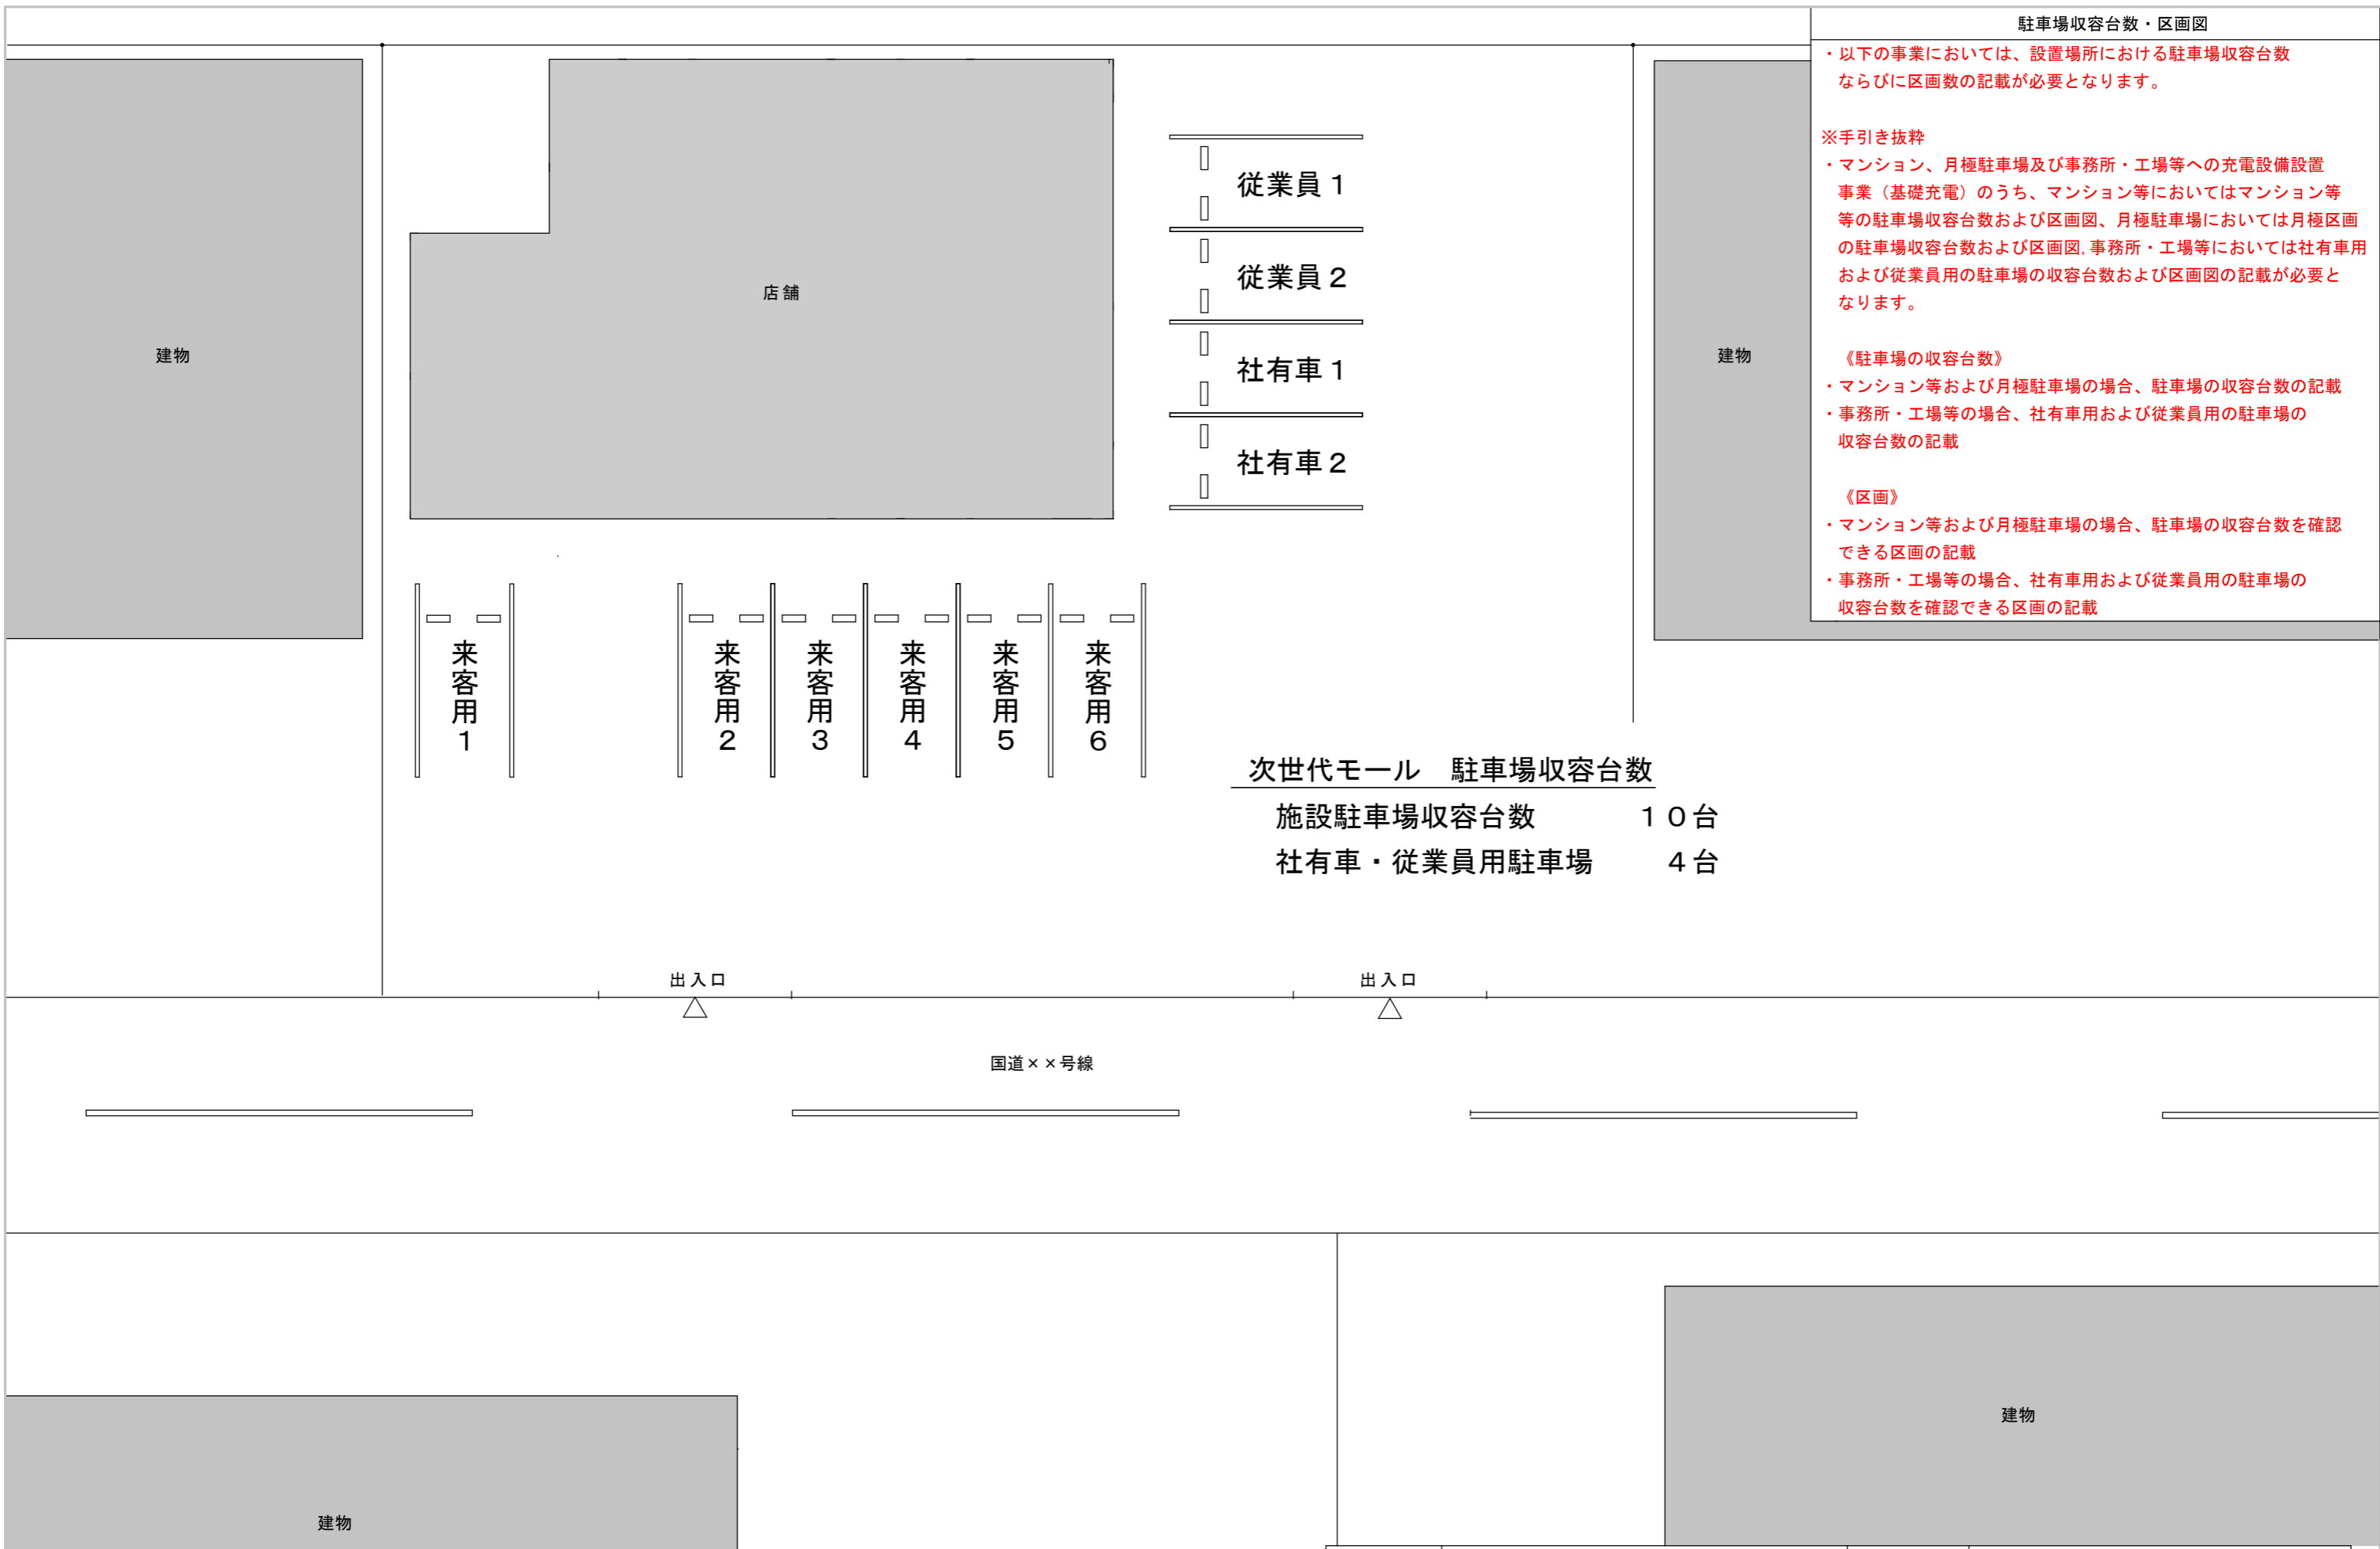 駐車場収容台数・区画図
・以下の事業においては、設置場所における駐車場収容台数
ならびに区画数の記載が必要となります。
※手引き抜粋
・マンション、月極駐車場及び事務所・工場等への充電設備設置
事業（基礎充電）のうち、マンション等においてはマンション等
等の駐車場収容台数および区画図、月極駐車場においては月極区画
の駐車場収容台数および区画図,事務所・工場等においては社有車用
および従業員用の駐車場の収容台数および区画図の記載が必要と
なります。
《駐車場の収容台数》
・マンション等および月極駐車場の場合、駐車場の収容台数の記載
・事務所・工場等の場合、社有車用および従業員用の駐車場の
収容台数の記載
《区画》
・マンション等および月極駐車場の場合、駐車場の収容台数を確認
できる区画の記載
・事務所・工場等の場合、社有車用および従業員用の駐車場の
収容台数を確認できる区画の記載
建物
店舗
従業員１
従業員２
社有車１
社有車２
建物
来客用１
来客用２
来客用３
来客用４
来客用５
来客用６
次世代モール　駐車場収容台数
施設駐車場収容台数　１０台
社有車・従業員用駐車場　４台
出入口
出入口
国道××号線
建物
建物